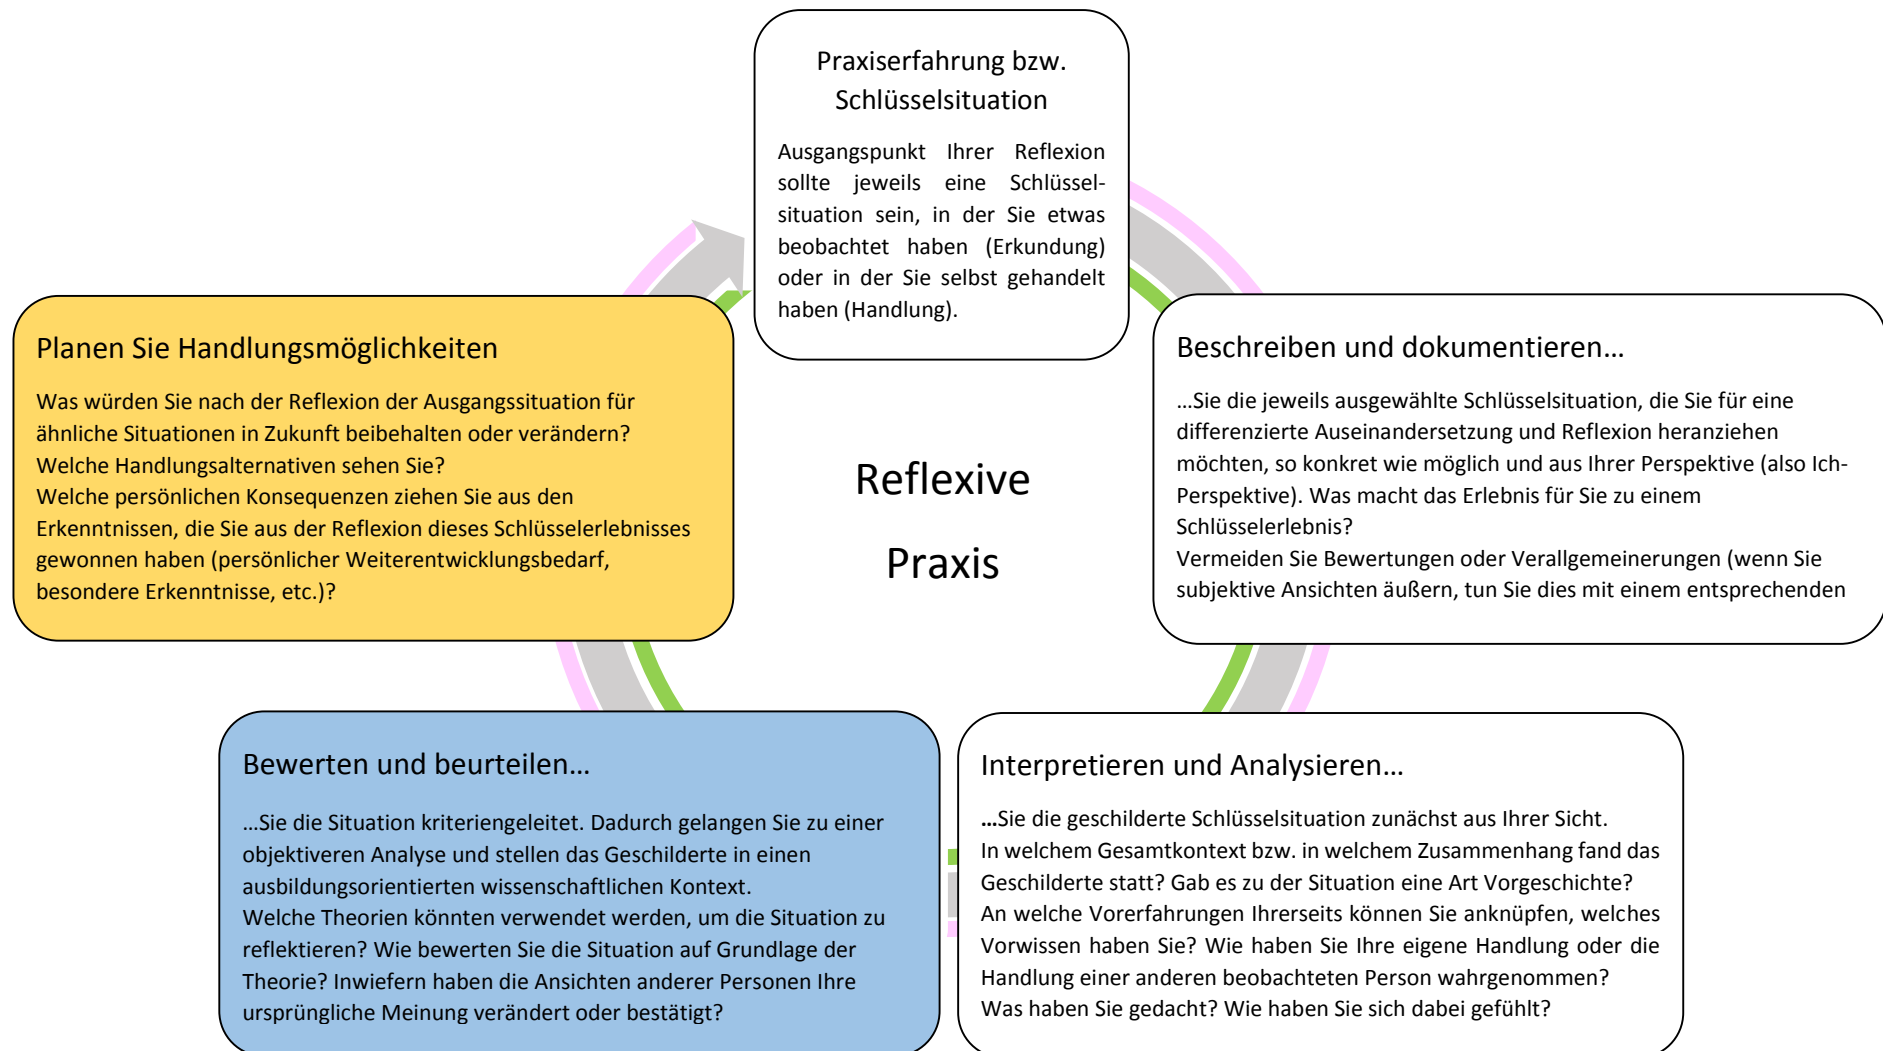 Praxiserfahrung bzw.
Schlüsselsituation
Ausgangspunkt Ihrer Reflexion
sollte jeweils eine Schlüssel-
situation sein, in der Sie etwas
beobachtet haben (Erkundung)
oder in der Sie selbst gehandelt
haben (Handlung).
Beschreiben und dokumentieren…
…Sie die jeweils ausgewählte Schlüsselsituation, die Sie für eine
differenzierte Auseinandersetzung und Reflexion heranziehen
möchten, so konkret wie möglich und aus Ihrer Perspektive (also Ich-
Perspektive). Was macht das Erlebnis für Sie zu einem
Schlüsselerlebnis?
Vermeiden Sie Bewertungen oder Verallgemeinerungen (wenn Sie
subjektive Ansichten äußern, tun Sie dies mit einem entsprechenden
Interpretieren und Analysieren…
…Sie die geschilderte Schlüsselsituation zunächst aus Ihrer Sicht.
In welchem Gesamtkontext bzw. in welchem Zusammenhang fand das
Geschilderte statt? Gab es zu der Situation eine Art Vorgeschichte?
An welche Vorerfahrungen Ihrerseits können Sie anknüpfen, welches
Vorwissen haben Sie? Wie haben Sie Ihre eigene Handlung oder die
Handlung einer anderen beobachteten Person wahrgenommen?
Was haben Sie gedacht? Wie haben Sie sich dabei gefühlt?
Bewerten und beurteilen…
…Sie die Situation kriteriengeleitet. Dadurch gelangen Sie zu einer
objektiveren Analyse und stellen das Geschilderte in einen
ausbildungsorientierten wissenschaftlichen Kontext.
Welche Theorien könnten verwendet werden, um die Situation zu
reflektieren? Wie bewerten Sie die Situation auf Grundlage der
Theorie? Inwiefern haben die Ansichten anderer Personen Ihre
ursprüngliche Meinung verändert oder bestätigt?
Planen Sie Handlungsmöglichkeiten
Was würden Sie nach der Reflexion der Ausgangssituation für
ähnliche Situationen in Zukunft beibehalten oder verändern?
Welche Handlungsalternativen sehen Sie?
Welche persönlichen Konsequenzen ziehen Sie aus den
Erkenntnissen, die Sie aus der Reflexion dieses Schlüsselerlebnisses
gewonnen haben (persönlicher Weiterentwicklungsbedarf,
besondere Erkenntnisse, etc.)?
Reflexive
Praxis